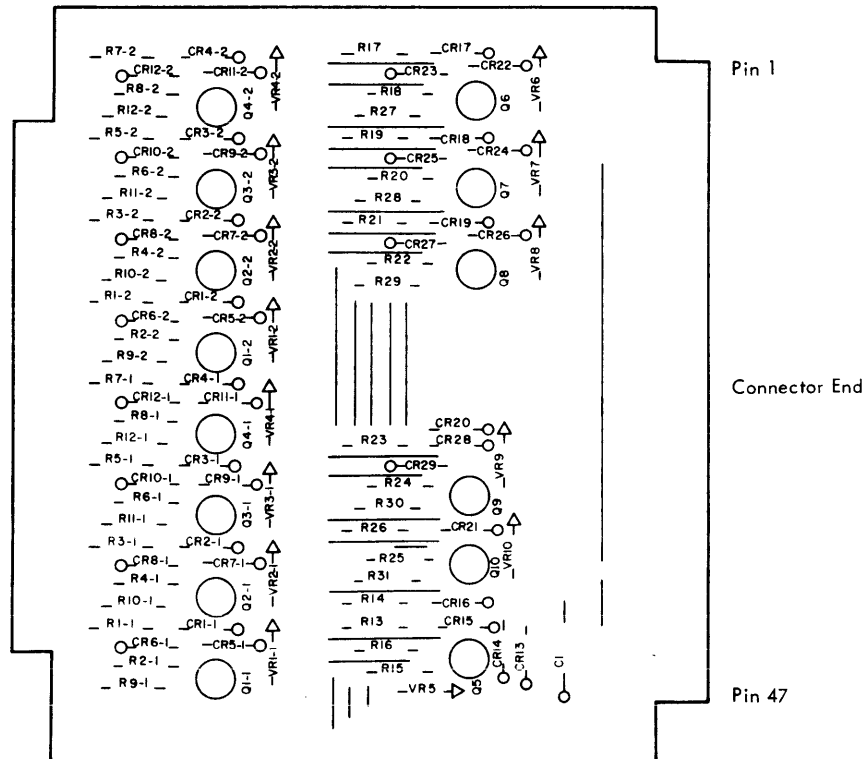 R7-2 CR4-2 VR4-2
CR12-2 CR11-2
R8-2
R12-2 Q4-2
R5-2 CR3-2 VR3-2
CR10-2 CR9-2
R6-2
R11-2 Q3-2
R3-2 CR2-2 VR2-2
CR8-2 CR7-2
R4-2
R10-2 Q2-2
R1-2 CR1-2 VR1-2
CR6-2 CR5-2
R2-2
R9-2 Q1-2
R7-1 CR4-1 VR4-1
CR12-1 CR11-1
R8-1
R12-1 Q4-1
R5-1 CR3-1 VR3-1
CR10-1 CR9-1
R6-1
R11-1 Q3-1
R3-1 CR2-1 VR2-1
CR8-1 CR7-1
R4-1
R10-1 Q2-1
R1-1 CR1-1 VR1-1
CR6-1 CR5-1
R2-1
R9-1 Q1-1
R17 CR17
CR23 CR22 VR6
R18
R27 Q6
R19 CR18
CR25 CR24 VR7
R20
R28 Q7
R21 CR19
CR27 CR26 VR8
R22
R29 Q8
CR20
R23 CR28 VR9
CR29
R24
R30 Q9
R26 CR21
R25 Q10 VR10
R31
R14 CR16
R13 CR15
R16 CR14 CR13 C1
R15 Q5
VR5
Pin 1
Connector End
Pin 47